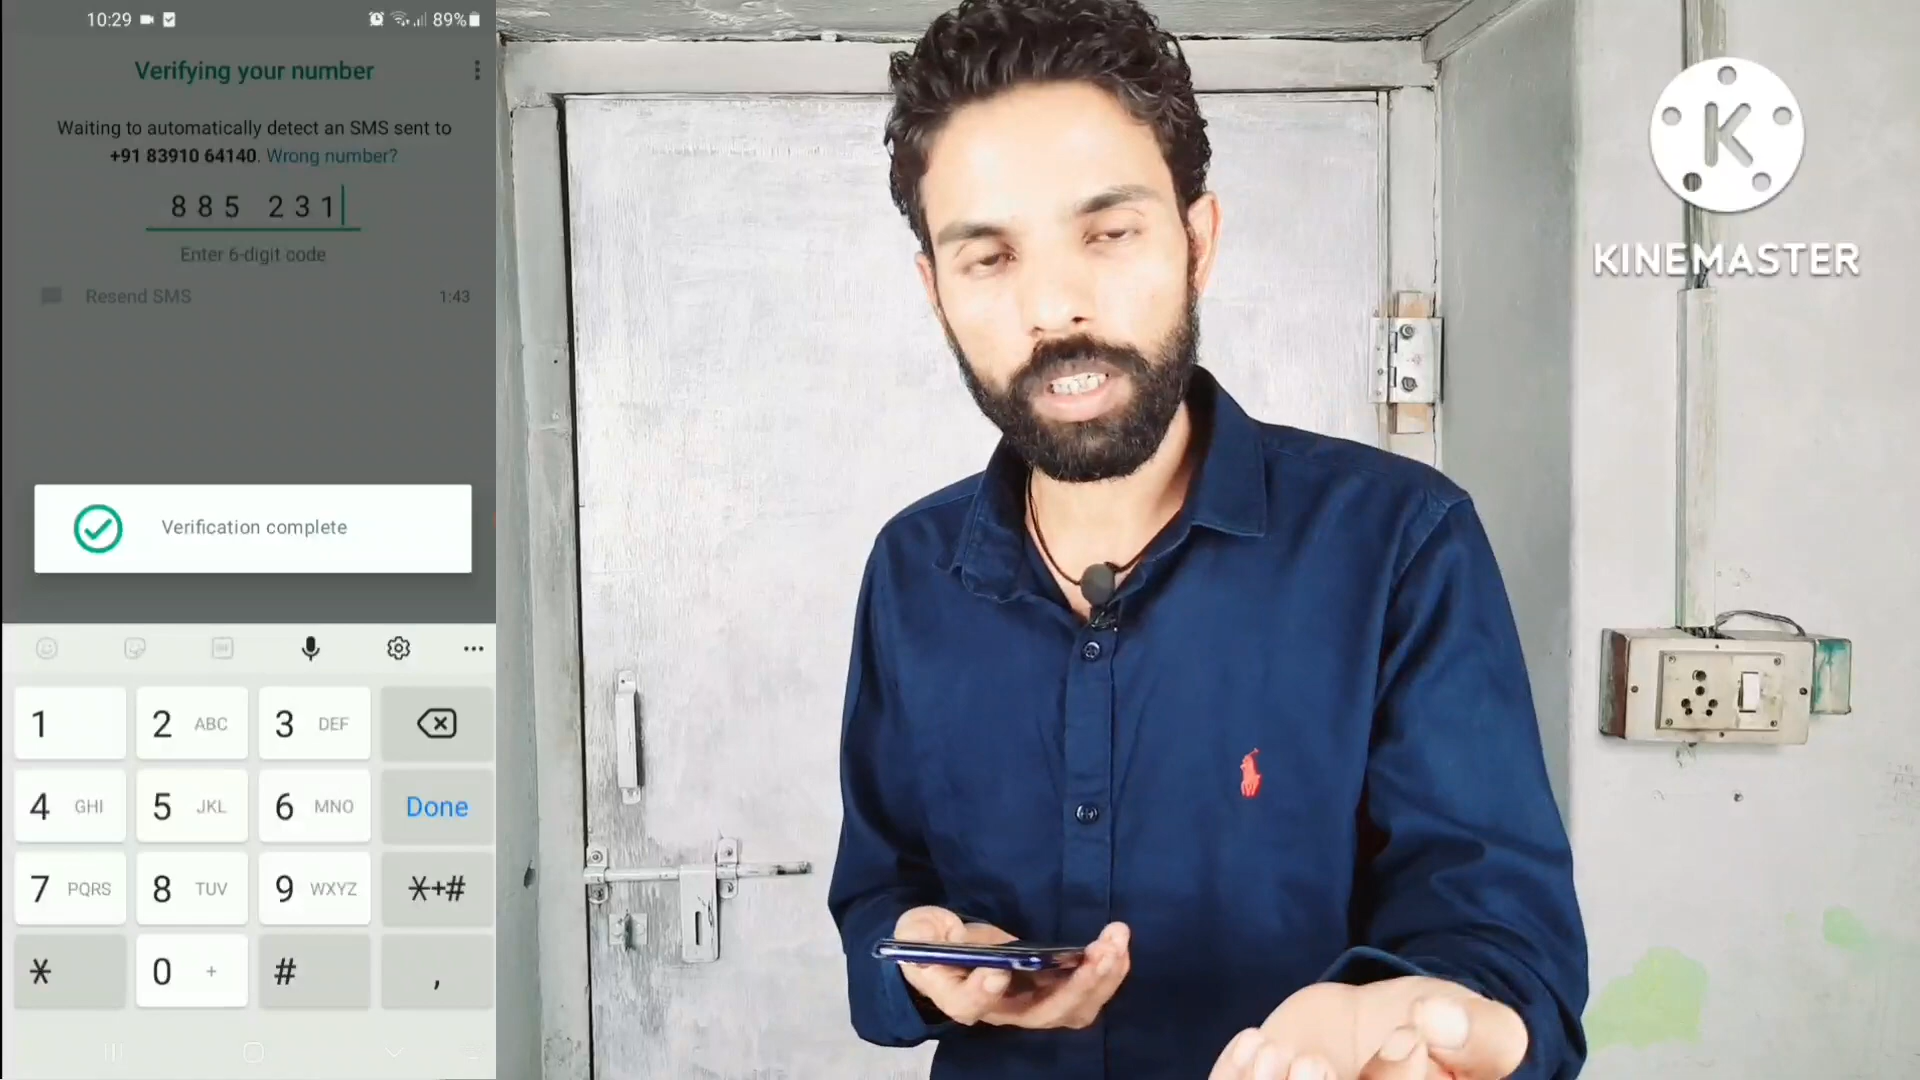 10:29
89%
Verifying your number
Waiting to automatically detect an SMS sent to
+91 83910 64140. Wrong number?
885 231
Enter 6-digit code
Resend SMS 1:43
Verification complete
1
2 ABC
3 DEF
4 GHI
5 JKL
6 MNO
Done
7 PQRS
8 TUV
9 WXYZ
*+#
*
0 +
#
,
K
KINEMASTER